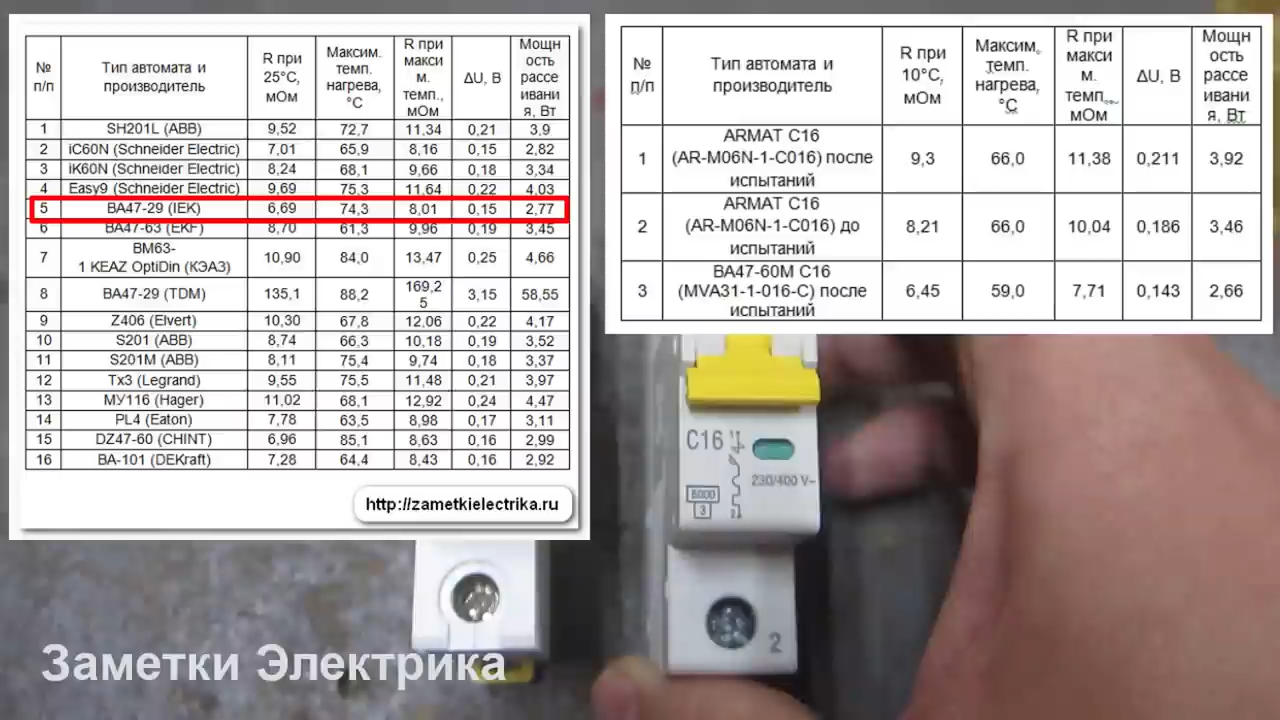 № п/п | Тип автомата и производитель | R при 25°С, мОм | Максим. темп. нагрева, °С | R при макси м. темп., мОм | ΔU, В | Мощн ость рассе ивани я, Вт
1 | SH201L (ABB) | 9,52 | 72,7 | 11,34 | 0,21 | 3,9
2 | iC60N (Schneider Electric) | 7,01 | 65,9 | 8,16 | 0,15 | 2,82
3 | iK60N (Schneider Electric) | 8,24 | 68,1 | 9,66 | 0,18 | 3,34
4 | Easy9 (Schneider Electric) | 9,69 | 75,3 | 11,64 | 0,22 | 4,03
5 | ВА47-29 (IEK) | 6,69 | 74,3 | 8,01 | 0,15 | 2,77
6 | ВА47-63 (EKF) | 8,70 | 61,3 | 9,96 | 0,19 | 3,45
7 | ВМ63-1 KEAZ OptiDin (КЭАЗ) | 10,90 | 84,0 | 13,47 | 0,25 | 4,66
8 | ВА47-29 (TDM) | 135,1 | 88,2 | 169,25 | 3,15 | 58,55
9 | Z406 (Elvert) | 10,30 | 67,8 | 12,06 | 0,22 | 4,17
10 | S201 (ABB) | 8,74 | 66,3 | 10,18 | 0,19 | 3,52
11 | S201M (ABB) | 8,11 | 75,4 | 9,74 | 0,18 | 3,37
12 | Tx3 (Legrand) | 9,55 | 75,5 | 11,48 | 0,21 | 3,97
13 | МУ116 (Hager) | 11,02 | 68,1 | 12,92 | 0,24 | 4,47
14 | PL4 (Eaton) | 7,78 | 63,5 | 8,98 | 0,17 | 3,11
15 | DZ47-60 (CHINT) | 6,96 | 85,1 | 8,63 | 0,16 | 2,99
16 | ВА-101 (DEKraft) | 7,28 | 64,4 | 8,43 | 0,16 | 2,92
http://zametkielectrika.ru
№ п/п | Тип автомата и производитель | R при 10°С, мОм | Максим. темп. нагрева, °С | R при макси м. темп., мОм | ΔU, В | Мощн ость рассе ивани я, Вт
1 | ARMAT C16 (AR-M06N-1-C016) после испытаний | 9,3 | 66,0 | 11,38 | 0,211 | 3,92
2 | ARMAT C16 (AR-M06N-1-C016) до испытаний | 8,21 | 66,0 | 10,04 | 0,186 | 3,46
3 | ВА47-60М С16 (MVA31-1-016-C) после испытаний | 6,45 | 59,0 | 7,71 | 0,143 | 2,66
C16
230/400 V~
6000
3
2
Заметки Электрика